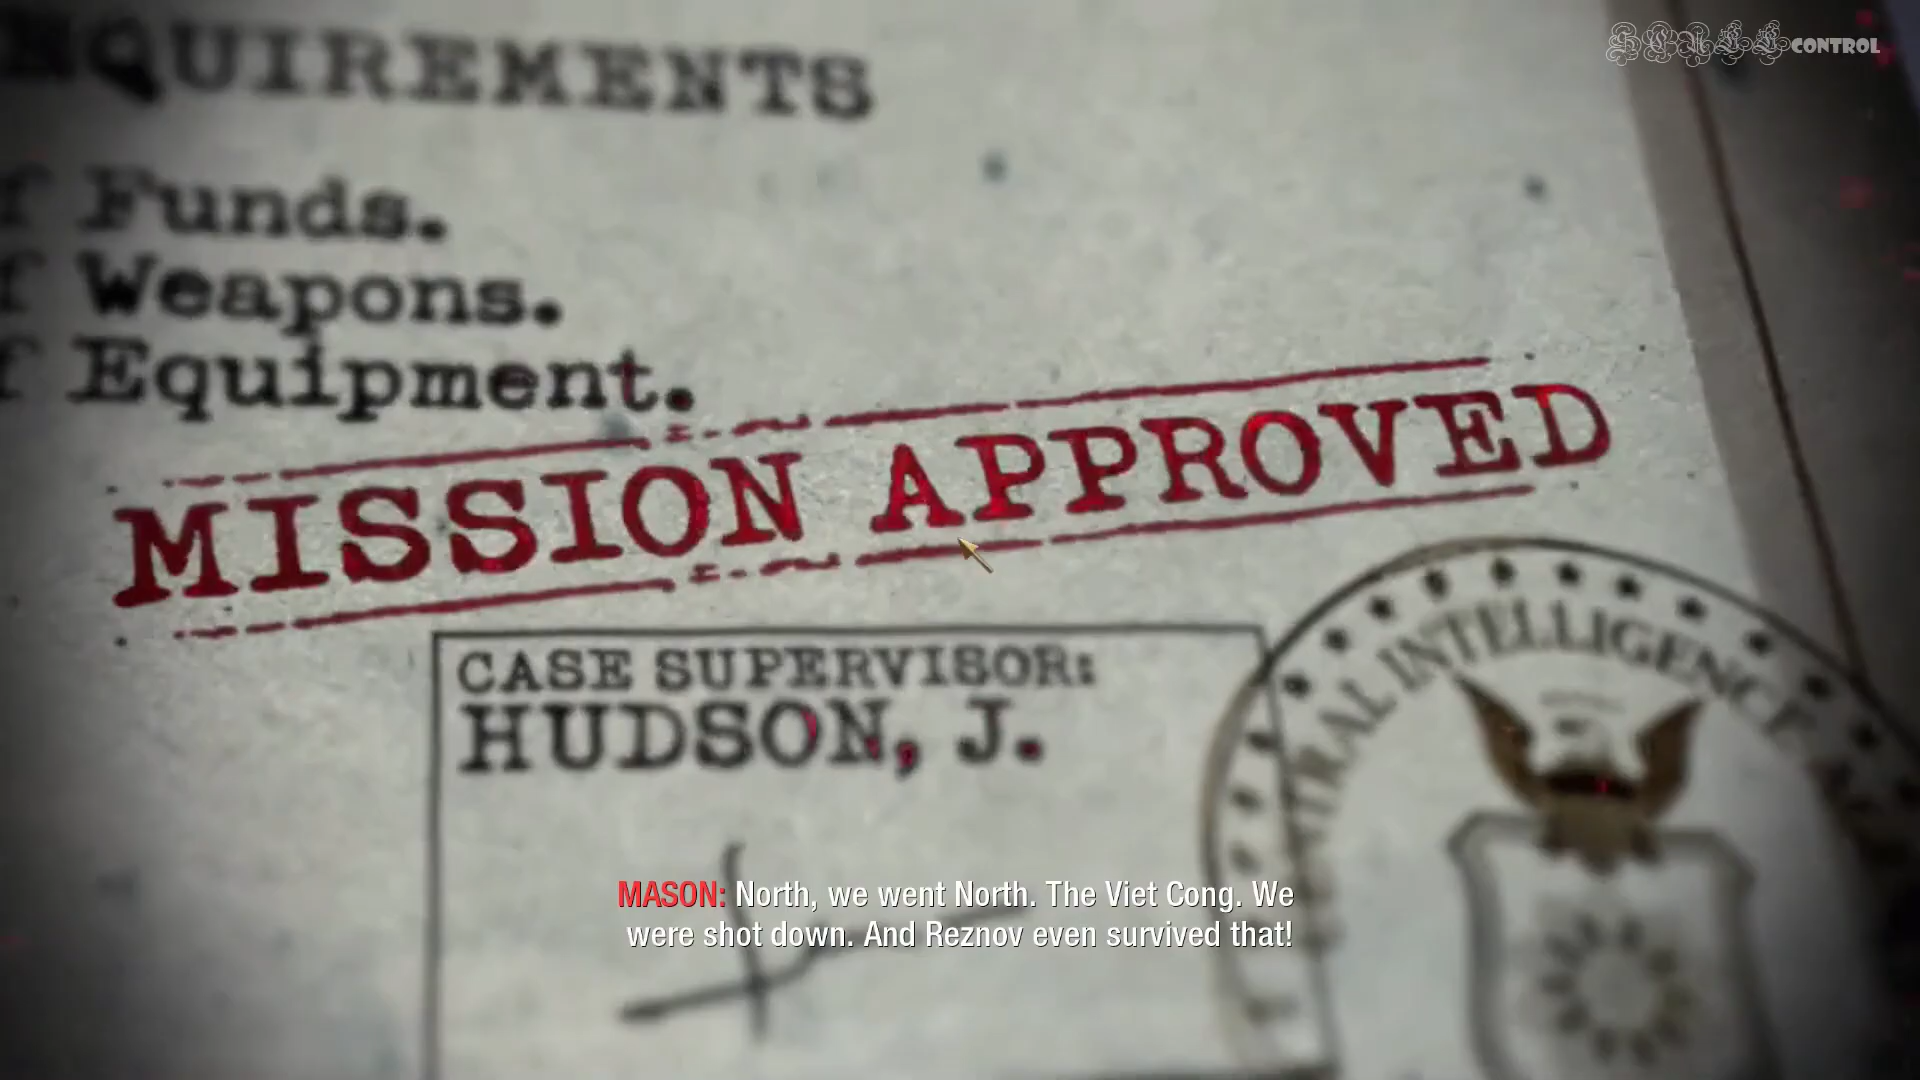 CONTROL
QUIREMENTS
f Funds.
f Weapons.
f Equipment.
MISSION APPROVED
CASE SUPERVISOR:
HUDSON, J.
CENTRAL INTELLIGENCE
MASON: North, we went North. The Viet Cong. We
were shot down. And Reznov even survived that!